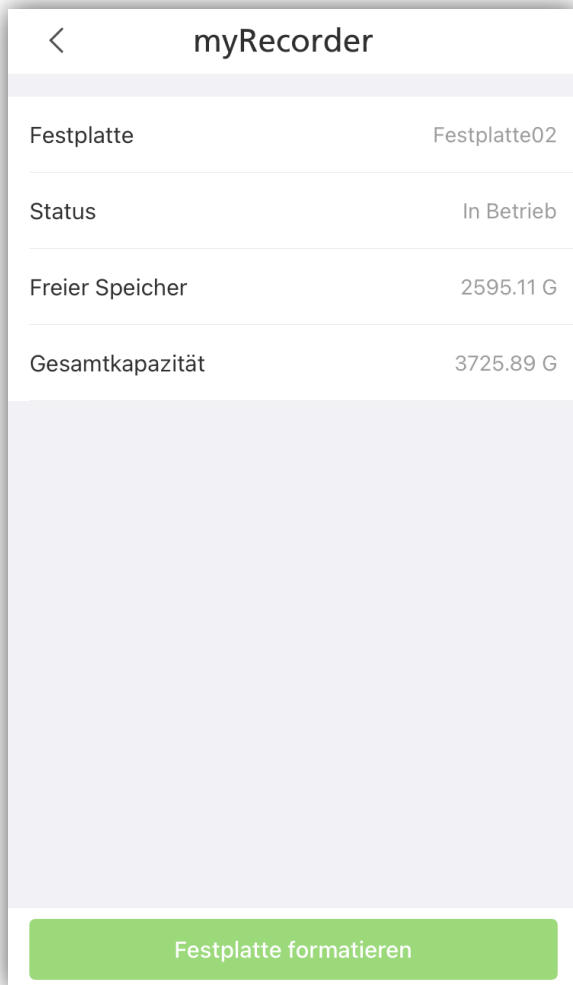 myRecorder
Festplatte Festplatte02
Status In Betrieb
Freier Speicher 2595.11 G
Gesamtkapazität 3725.89 G
Festplatte formatieren